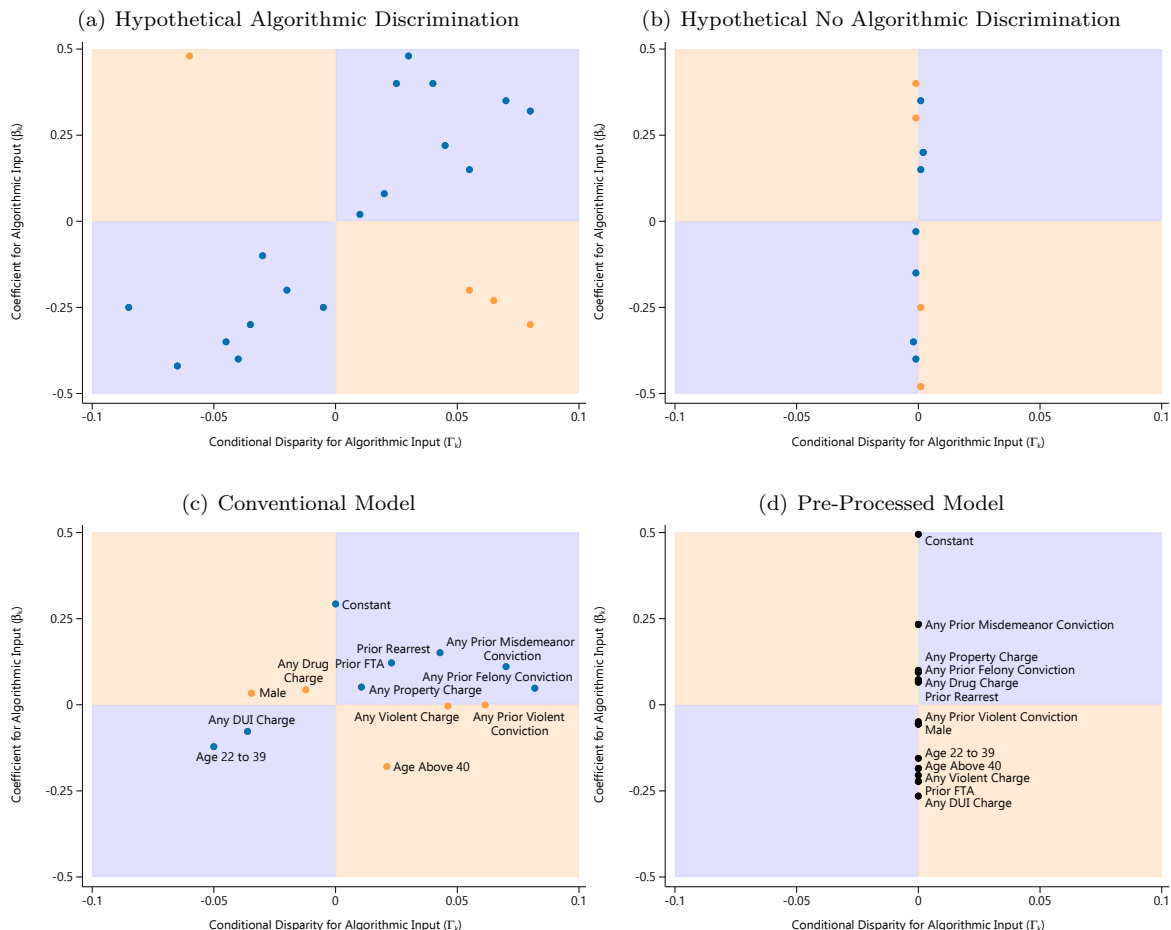 (a) Hypothetical Algorithmic Discrimination
0.5
0.25
0
-0.25
-0.5
-0.1
-0.05
0
0.05
0.1
Coefficient for Algorithmic Input (βₖ)
Conditional Disparity for Algorithmic Input (Γₖ)
(b) Hypothetical No Algorithmic Discrimination
0.5
0.25
0
-0.25
-0.5
-0.1
-0.05
0
0.05
0.1
Coefficient for Algorithmic Input (βₖ)
Conditional Disparity for Algorithmic Input (Γₖ)
(c) Conventional Model
0.5
0.25
0
-0.25
-0.5
-0.1
-0.05
0
0.05
0.1
Coefficient for Algorithmic Input (βₖ)
Conditional Disparity for Algorithmic Input (Γₖ)
Constant
Prior Rearrest
Any Prior Misdemeanor
Conviction
Any Drug
Charge
Prior FTA
Any Prior Felony Conviction
Male
Any Property Charge
Any DUI Charge
Any Violent Charge
Any Prior Violent
Conviction
Age 22 to 39
Age Above 40
(d) Pre-Processed Model
0.5
0.25
0
-0.25
-0.5
-0.1
-0.05
0
0.05
0.1
Coefficient for Algorithmic Input (βₖ)
Conditional Disparity for Algorithmic Input (Γₖ)
Constant
Any Prior Misdemeanor Conviction
Any Property Charge
Any Prior Felony Conviction
Any Drug Charge
Prior Rearrest
Any Prior Violent Conviction
Male
Age 22 to 39
Age Above 40
Any Violent Charge
Prior FTA
Any DUI Charge